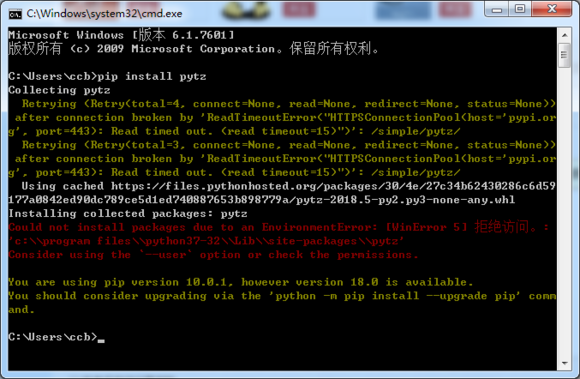 C:\Windows\system32\cmd.exe
Microsoft Windows [版本 6.1.7601]
版权所有 (c) 2009 Microsoft Corporation。保留所有权利。
C:\Users\ccb>pip install pytz
Collecting pytz
Retrying (Retry(total=4, connect=None, read=None, redirect=None, status=None))
after connection broken by 'ReadTimeoutError("HTTPSConnectionPool(host='pypi.or
g', port=443): Read timed out. (read timeout=15)")': /simple/pytz/
Retrying (Retry(total=3, connect=None, read=None, redirect=None, status=None))
after connection broken by 'ReadTimeoutError("HTTPSConnectionPool(host='pypi.or
g', port=443): Read timed out. (read timeout=15)")': /simple/pytz/
Using cached https://files.pythonhosted.org/packages/30/4e/27c34b62430286c6d59
177a0842ed90dc789ce5d1ed740887653b898779a/pytz-2018.5-py2.py3-none-any.whl
Installing collected packages: pytz
Could not install packages due to an EnvironmentError: [WinError 5] 拒绝访问。:
'c:\\program files\\python37-32\\Lib\\site-packages\\pytz'
Consider using the `--user` option or check the permissions.
You are using pip version 10.0.1, however version 18.0 is available.
You should consider upgrading via the 'python -m pip install --upgrade pip' comm
and.
C:\Users\ccb>